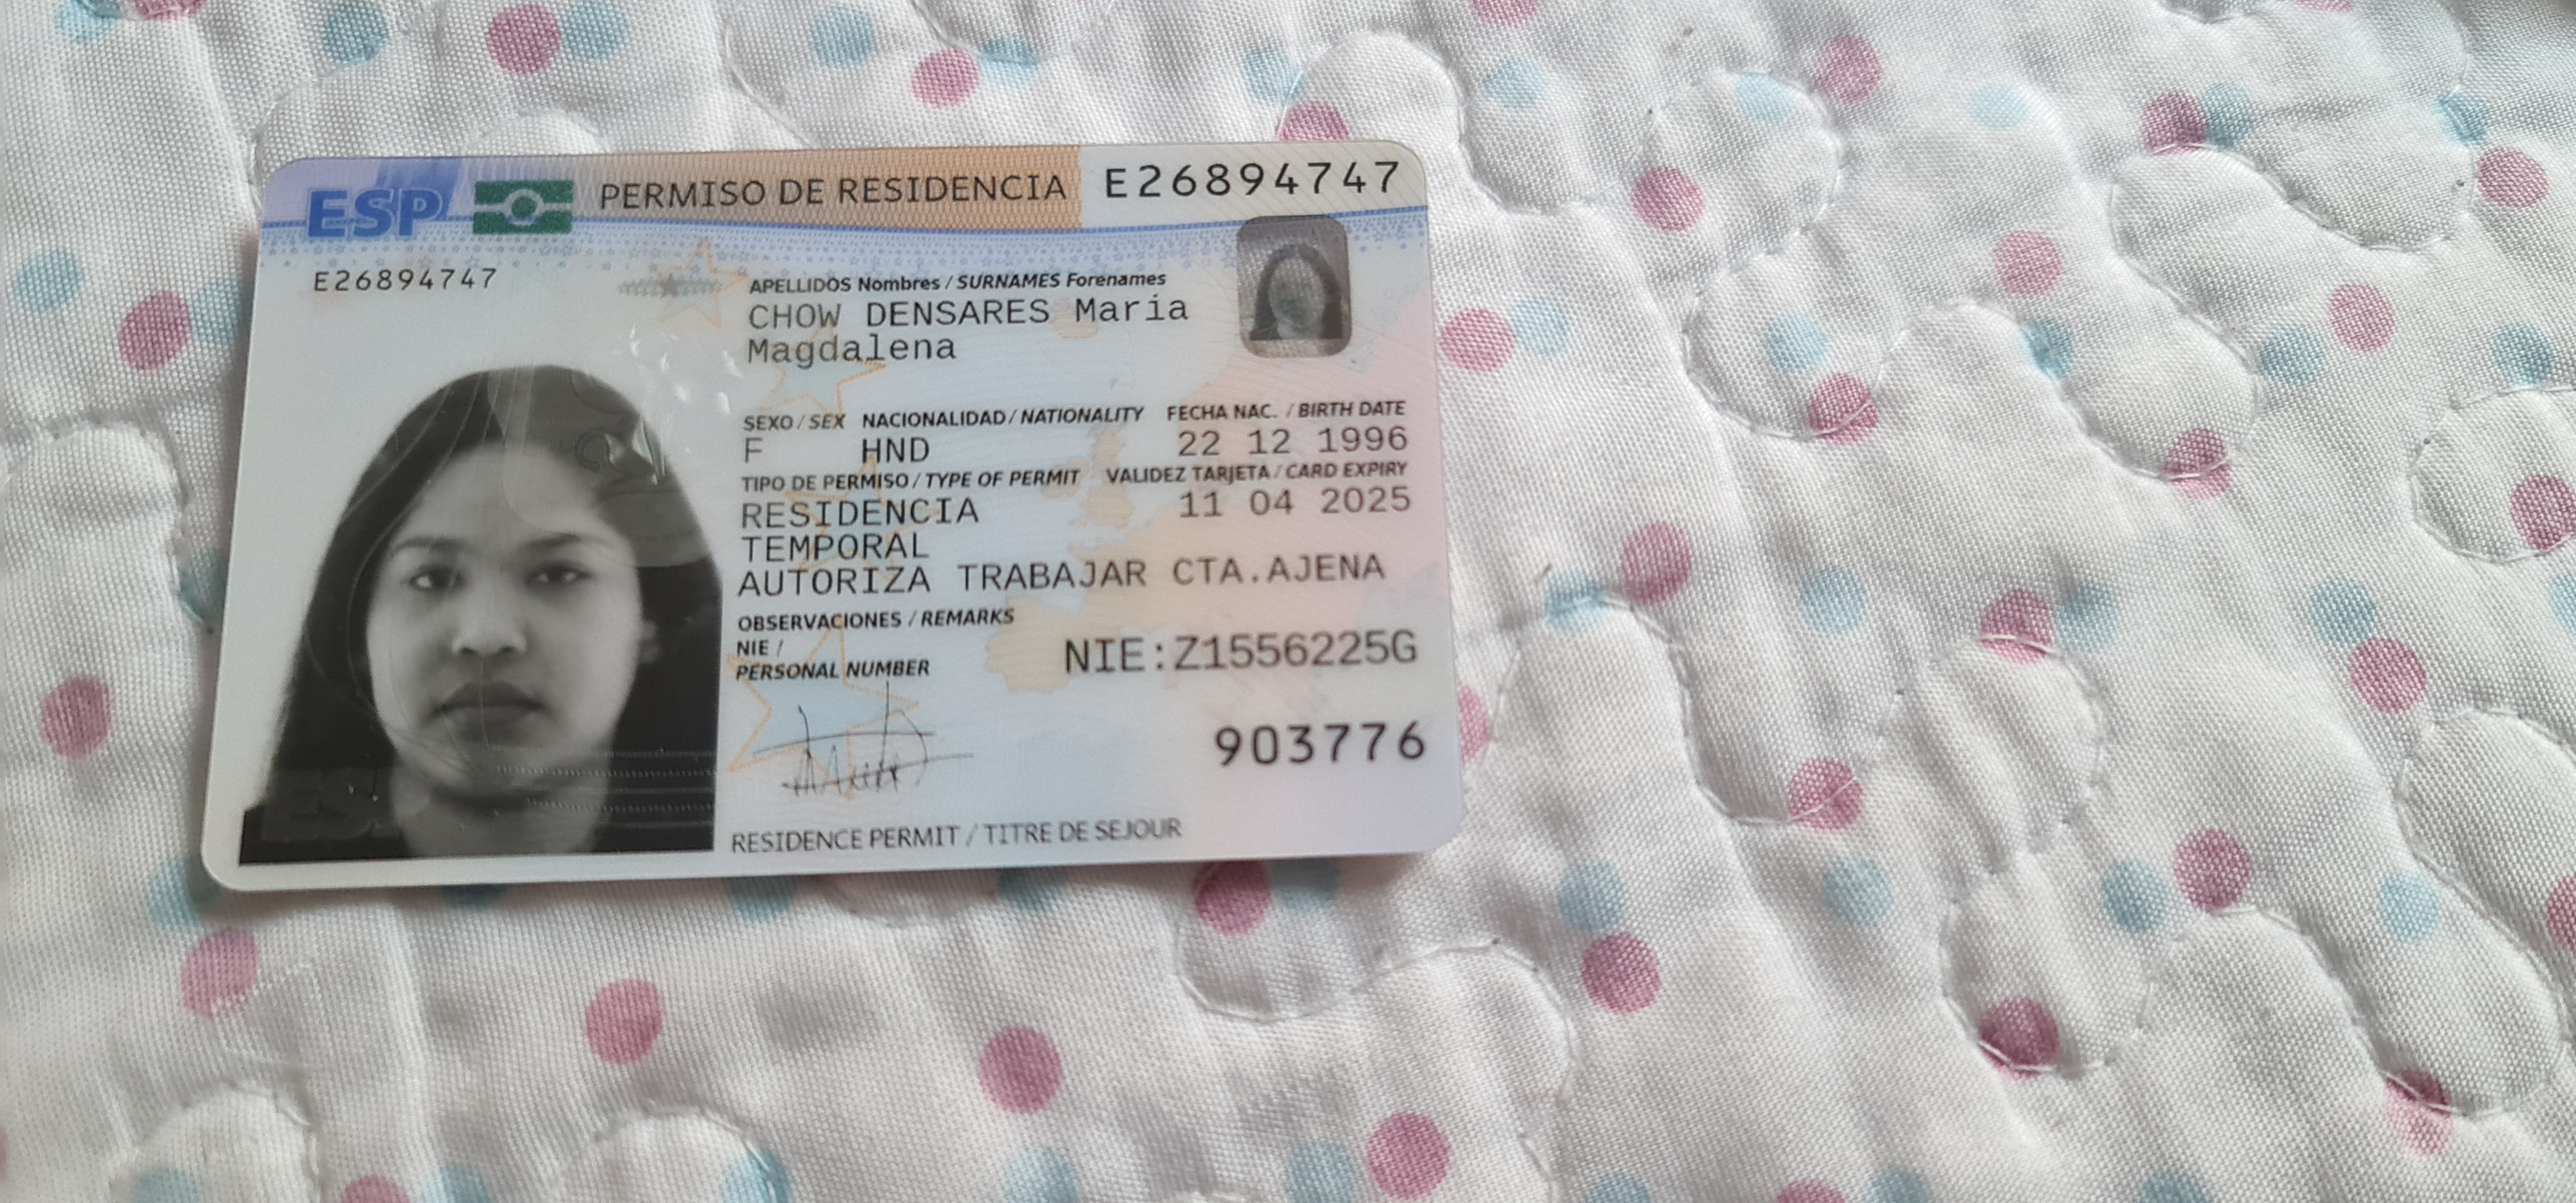 ESP PERMISO DE RESIDENCIA E26894747
E26894747
APELLIDOS Nombres / SURNAMES Forenames
CHOW DENSARES Maria
Magdalena
SEXO / SEX NACIONALIDAD / NATIONALITY FECHA NAC. / BIRTH DATE
F HND 22 12 1996
TIPO DE PERMISO / TYPE OF PERMIT VALIDEZ TARJETA / CARD EXPIRY
RESIDENCIA 11 04 2025
TEMPORAL
AUTORIZA TRABAJAR CTA.AJENA
OBSERVACIONES / REMARKS
NIE /
PERSONAL NUMBER NIE:Z1556225G
903776
RESIDENCE PERMIT / TITRE DE SEJOUR